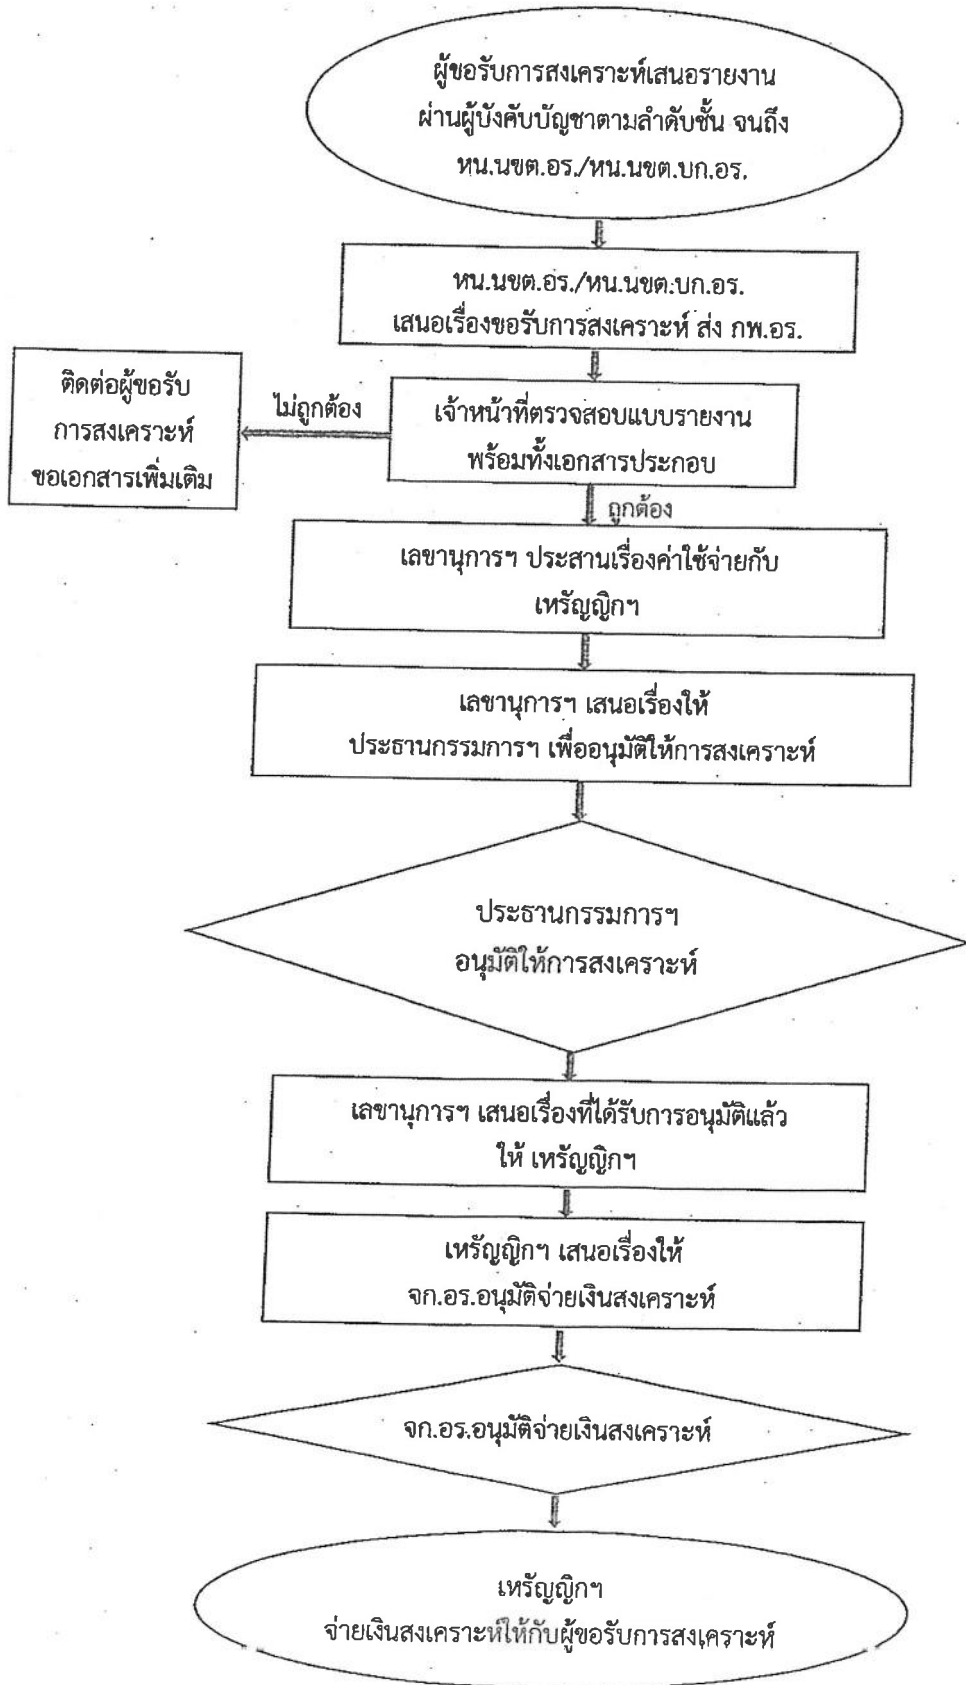 ผู้ขอรับการสงเคราะห์เสนอรายงาน
ผ่านผู้บังคับบัญชาตามลำดับชั้น จนถึง
หน.นขต.อร./หน.นขต.บก.อร.
หน.นขต.อร./หน.นขต.บก.อร.
เสนอเรื่องขอรับการสงเคราะห์ ส่ง กพ.อร.
ติดต่อผู้ขอรับ
การสงเคราะห์
ขอเอกสารเพิ่มเติม
ไม่ถูกต้อง
เจ้าหน้าที่ตรวจสอบแบบรายงาน
พร้อมทั้งเอกสารประกอบ
ถูกต้อง
เลขานุการฯ ประสานเรื่องค่าใช้จ่ายกับ
เหรัญญิกฯ
เลขานุการฯ เสนอเรื่องให้
ประธานกรรมการฯ เพื่ออนุมัติให้การสงเคราะห์
ประธานกรรมการฯ
อนุมัติให้การสงเคราะห์
เลขานุการฯ เสนอเรื่องที่ได้รับการอนุมัติแล้ว
ให้ เหรัญญิกฯ
เหรัญญิกฯ เสนอเรื่องให้
จก.อร.อนุมัติจ่ายเงินสงเคราะห์
จก.อร.อนุมัติจ่ายเงินสงเคราะห์
เหรัญญิกฯ
จ่ายเงินสงเคราะห์ให้กับผู้ขอรับการสงเคราะห์